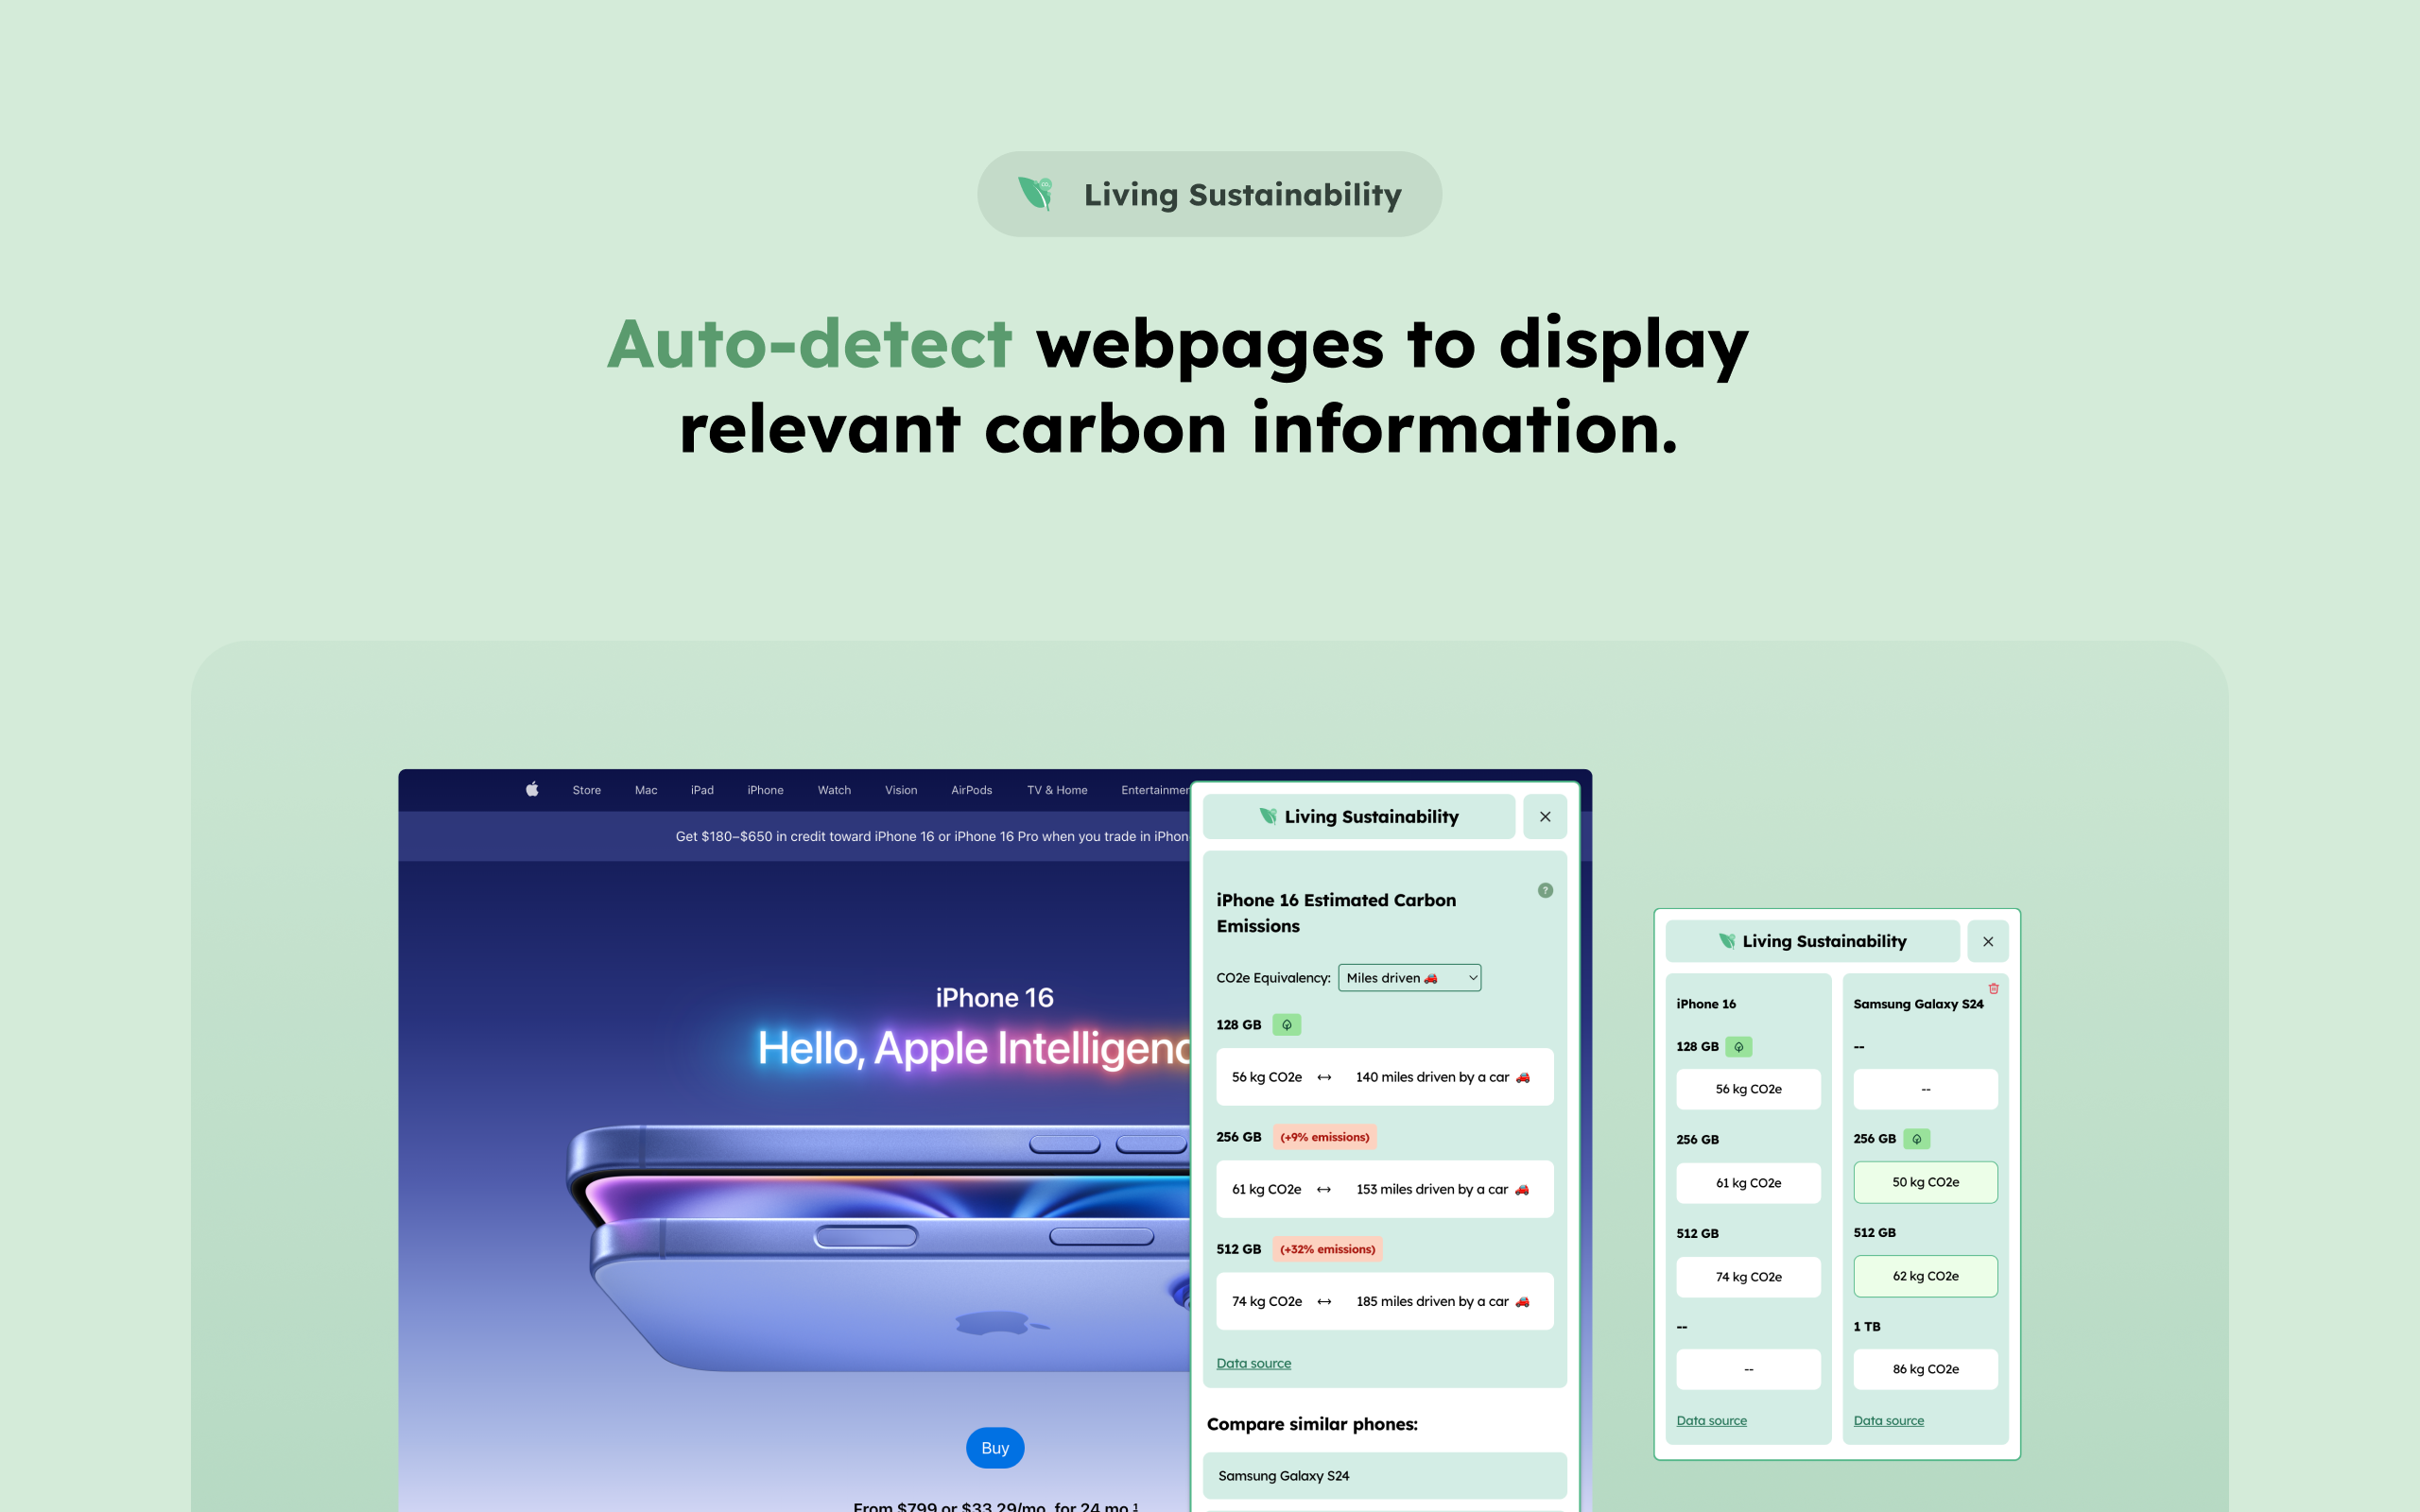 Living Sustainability
Auto-detect webpages to display
relevant carbon information.
Store Mac iPad iPhone Watch Vision AirPods TV & Home
Get $180–$650 in credit toward iPhone 16 or iPhone 16 Pro when you trade in
iPhone 16
Hello, Apple
Buy
From $799 or $33.29/mo. for 24 mo.1
Living Sustainability
iPhone 16 Estimated Carbon
Emissions
?
CO2e Equivalency: Miles driven 🚗
128 GB
56 kg CO2e ↔ 140 miles driven by a car 🚗
256 GB (+9% emissions)
61 kg CO2e ↔ 153 miles driven by a car 🚗
512 GB (+32% emissions)
74 kg CO2e ↔ 185 miles driven by a car 🚗
Data source
Compare similar phones:
Samsung Galaxy S24
Living Sustainability
iPhone 16
128 GB
56 kg CO2e
256 GB
61 kg CO2e
512 GB
74 kg CO2e
--
--
Data source
Samsung Galaxy S24
--
--
256 GB
50 kg CO2e
512 GB
62 kg CO2e
1 TB
86 kg CO2e
Data source